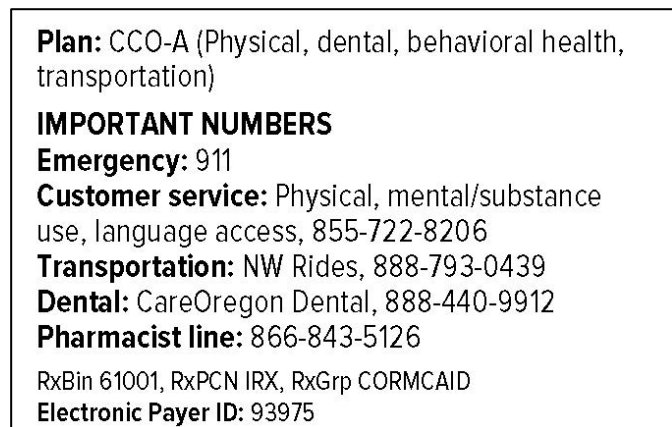 Plan: CCO-A (Physical, dental, behavioral health,
transportation)
IMPORTANT NUMBERS
Emergency: 911
Customer service: Physical, mental/substance
use, language access, 855-722-8206
Transportation: NW Rides, 888-793-0439
Dental: CareOregon Dental, 888-440-9912
Pharmacist line: 866-843-5126
RxBin 61001, RxPCN IRX, RxGrp CORMCAID
Electronic Payer ID: 93975